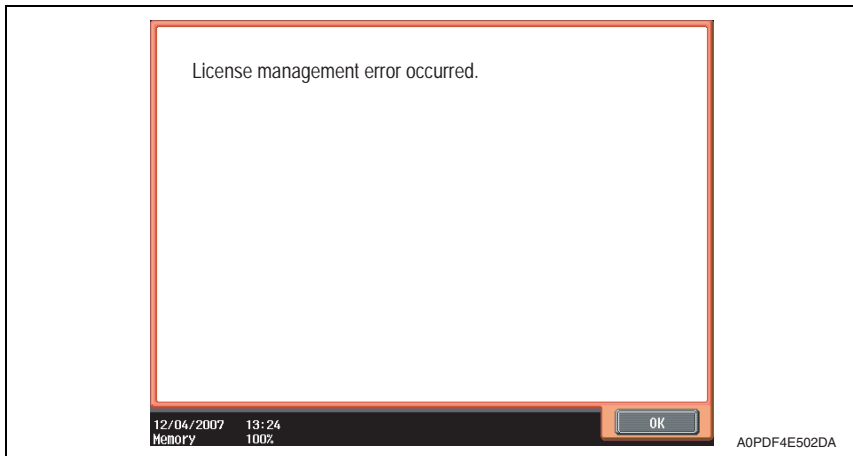 License management error occurred.
12/04/2007 13:24
Memory 100%
OK
A0PDF4E502DA